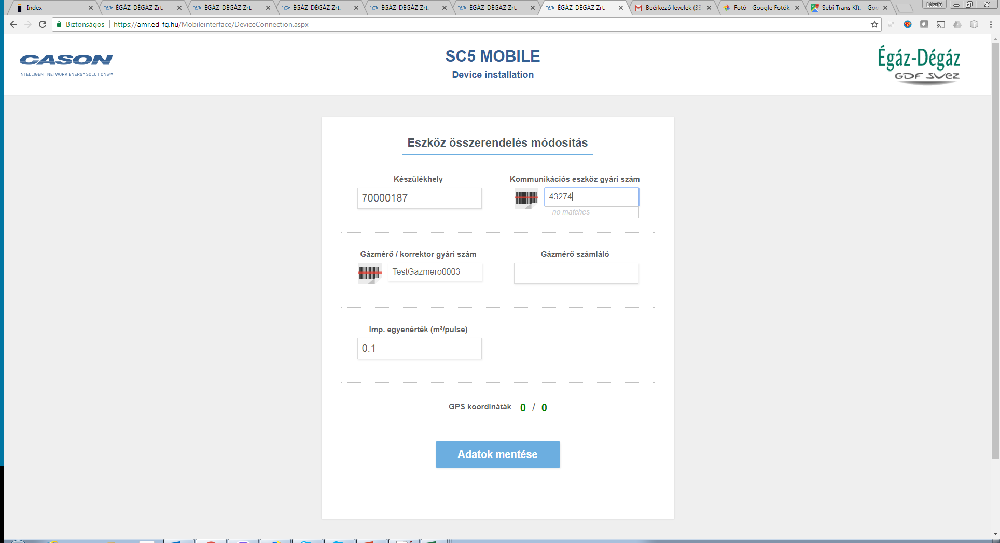 Index
ÉGÁZ-DÉGÁZ Zrt.
ÉGÁZ-DÉGÁZ Zrt.
ÉGÁZ-DÉGÁZ Zrt.
ÉGÁZ-DÉGÁZ Zrt.
ÉGÁZ-DÉGÁZ Zrt.
ÉGÁZ-DÉGÁZ Zrt.
Beérkező levelek (33
Fotó - Google Fotók
Sebi Trans Kft. – Goo
László
Biztonságos
https://amr.ed-fg.hu/Mobileinterface/DeviceConnection.aspx
CASON
INTELLIGENT NETWORK ENERGY SOLUTIONS™
SC5 MOBILE
Device installation
Égáz-Dégáz
GDF SUEZ
Eszköz összerendelés módosítás
Készülékhely
70000187
Kommunikációs eszköz gyári szám
43274
no matches
Gázmérő / korrektor gyári szám
TestGazmero0003
Gázmérő számláló
Imp. egyenérték (m³/pulse)
0.1
GPS koordináták 0 / 0
Adatok mentése